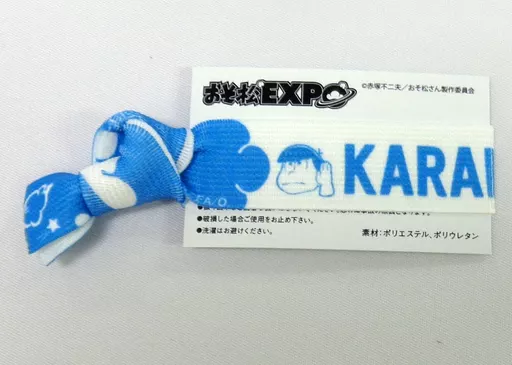 おそ松EXPO
©赤塚不二夫／おそ松さん製作委員会
KARA
©FA/O
●破損した場合ご使用をお止め下さい。
●洗濯はお避けください。
素材：ポリエステル、ポリウレタン